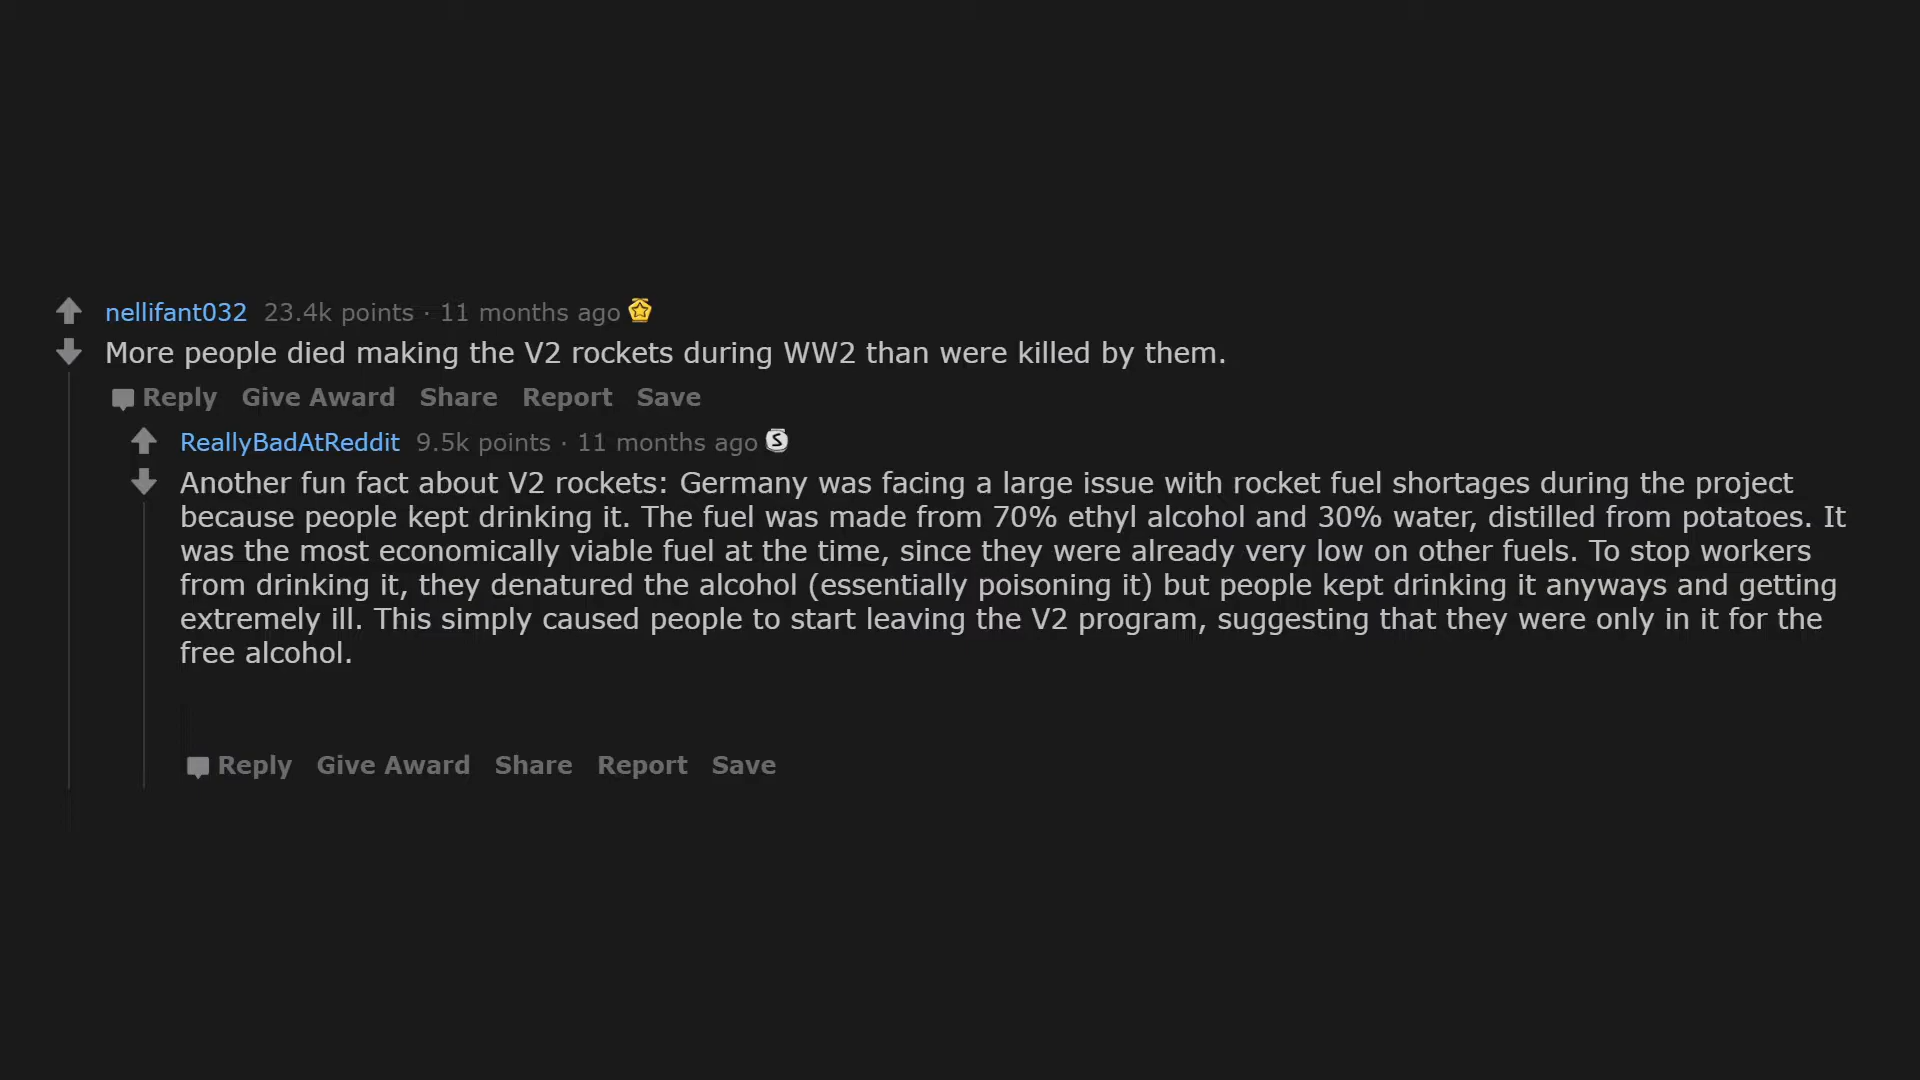 nellifant032 23.4k points · 11 months ago
More people died making the V2 rockets during WW2 than were killed by them.
Reply Give Award Share Report Save
ReallyBadAtReddit 9.5k points · 11 months ago S
Another fun fact about V2 rockets: Germany was facing a large issue with rocket fuel shortages during the project
because people kept drinking it. The fuel was made from 70% ethyl alcohol and 30% water, distilled from potatoes. It
was the most economically viable fuel at the time, since they were already very low on other fuels. To stop workers
from drinking it, they denatured the alcohol (essentially poisoning it) but people kept drinking it anyways and getting
extremely ill. This simply caused people to start leaving the V2 program, suggesting that they were only in it for the
free alcohol.
Reply Give Award Share Report Save